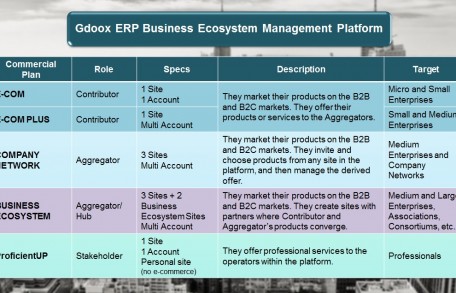 Gdoox ERP Business Ecosystem Management Platform
Commercial Plan
Role
Specs
Description
Target
E-COM
Contributor
1 Site
1 Account
They market their products on the B2B
and B2C markets. They offer their
products or services to the Aggregators.
Micro and Small
Enterprises
E-COM PLUS
Contributor
1 Site
Multi Account
Small and Medium
Enterprises
COMPANY
NETWORK
Aggregator
3 Sites
Multi Account
They market their products on the B2B
and B2C markets. They invite and
choose products from any site in the
platform, and then manage the derived
offer.
Medium
Enterprises and
Company
Networks
BUSINESS
ECOSYSTEM
Aggregator/
Hub
3 Sites + 2
Business
Ecosystem Sites
Multi Account
They market their products on the B2B
and B2C markets. They create sites with
partners where Contributor and
Aggregator's products converge.
Medium and Large
Enterprises,
Associations,
Consortiums, etc.
ProficientUP
Stakeholder
1 Site
1 Account
Personal site
(no e-commerce)
They offer professional services to the
operators within the platform.
Professionals